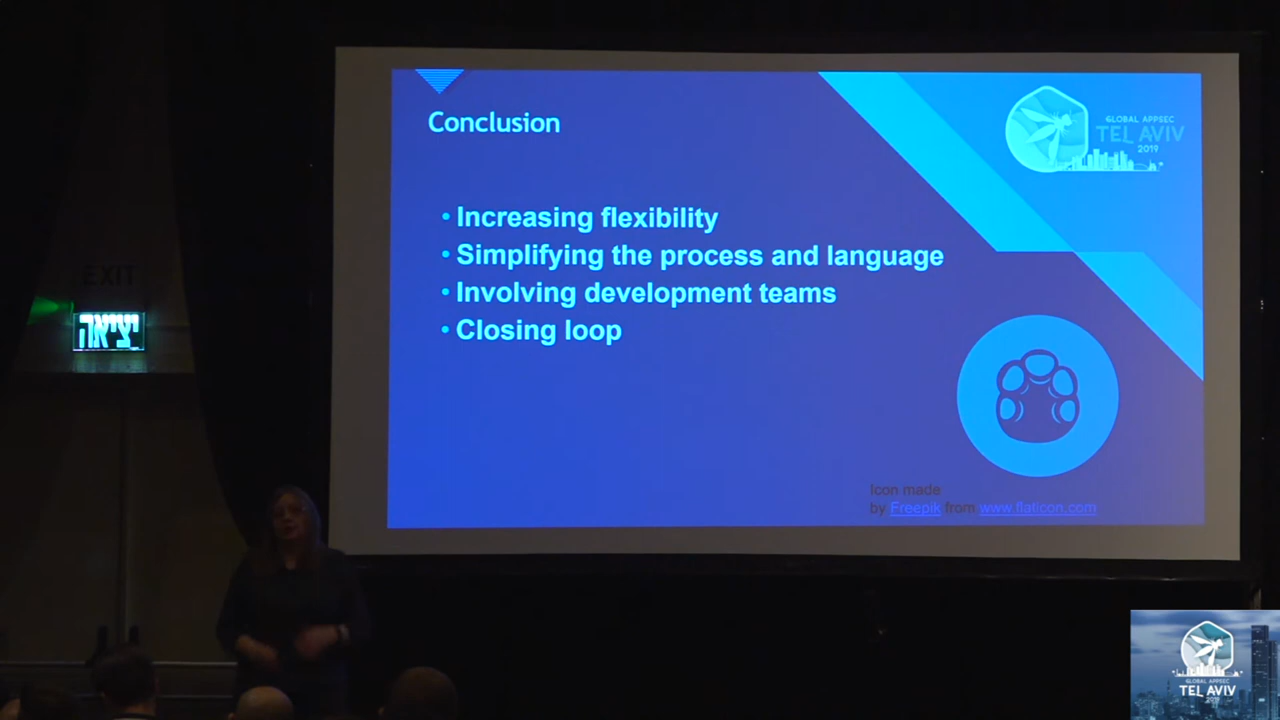 Conclusion
GLOBAL APPSEC
TEL AVIV
2019
• Increasing flexibility
• Simplifying the process and language
• Involving development teams
• Closing loop
EXIT
יציאה
Icon made
by Freepik from www.flaticon.com
GLOBAL APPSEC
TEL AVIV
2019